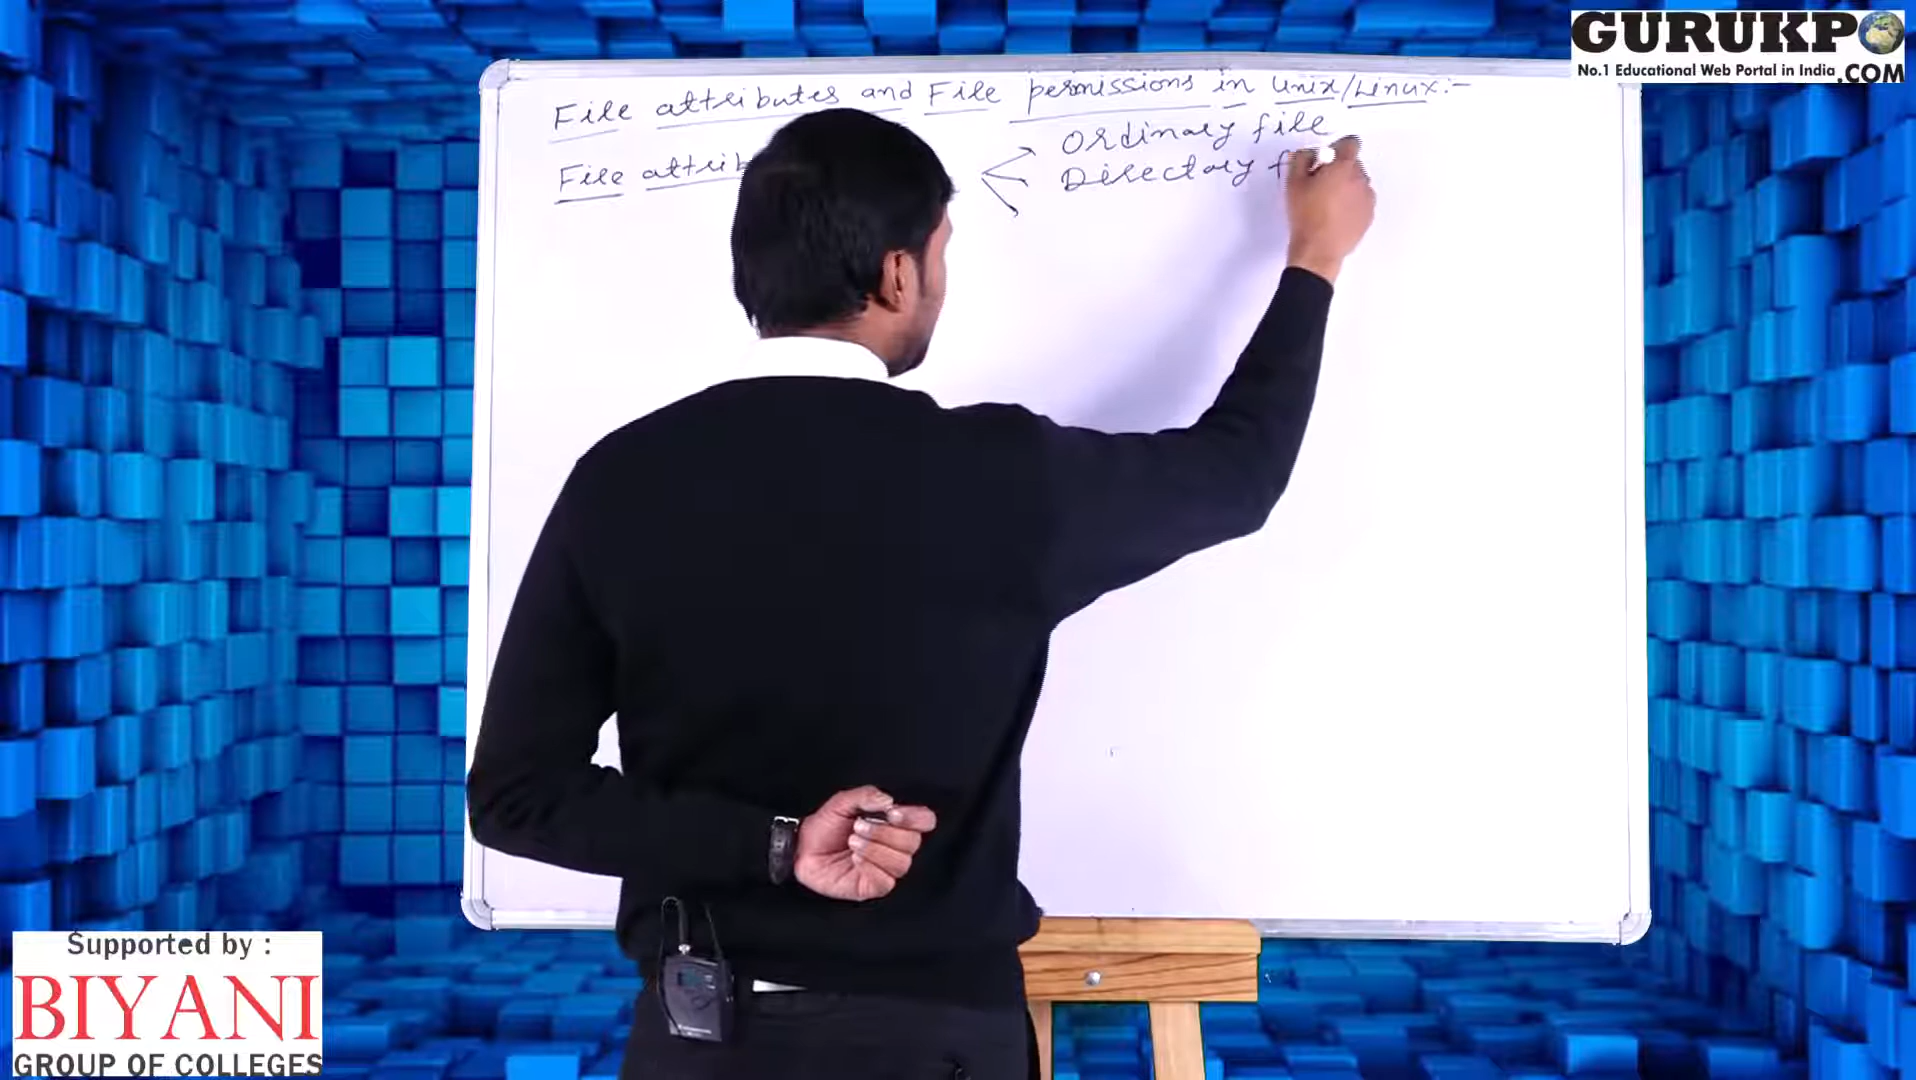 GURUKPO
No.1 Educational Web Portal in India .COM
File attributes and File permissions in Unix/Linux:-
File
Ordinary file
Directory
Supported by :
BIYANI
GROUP OF COLLEGES